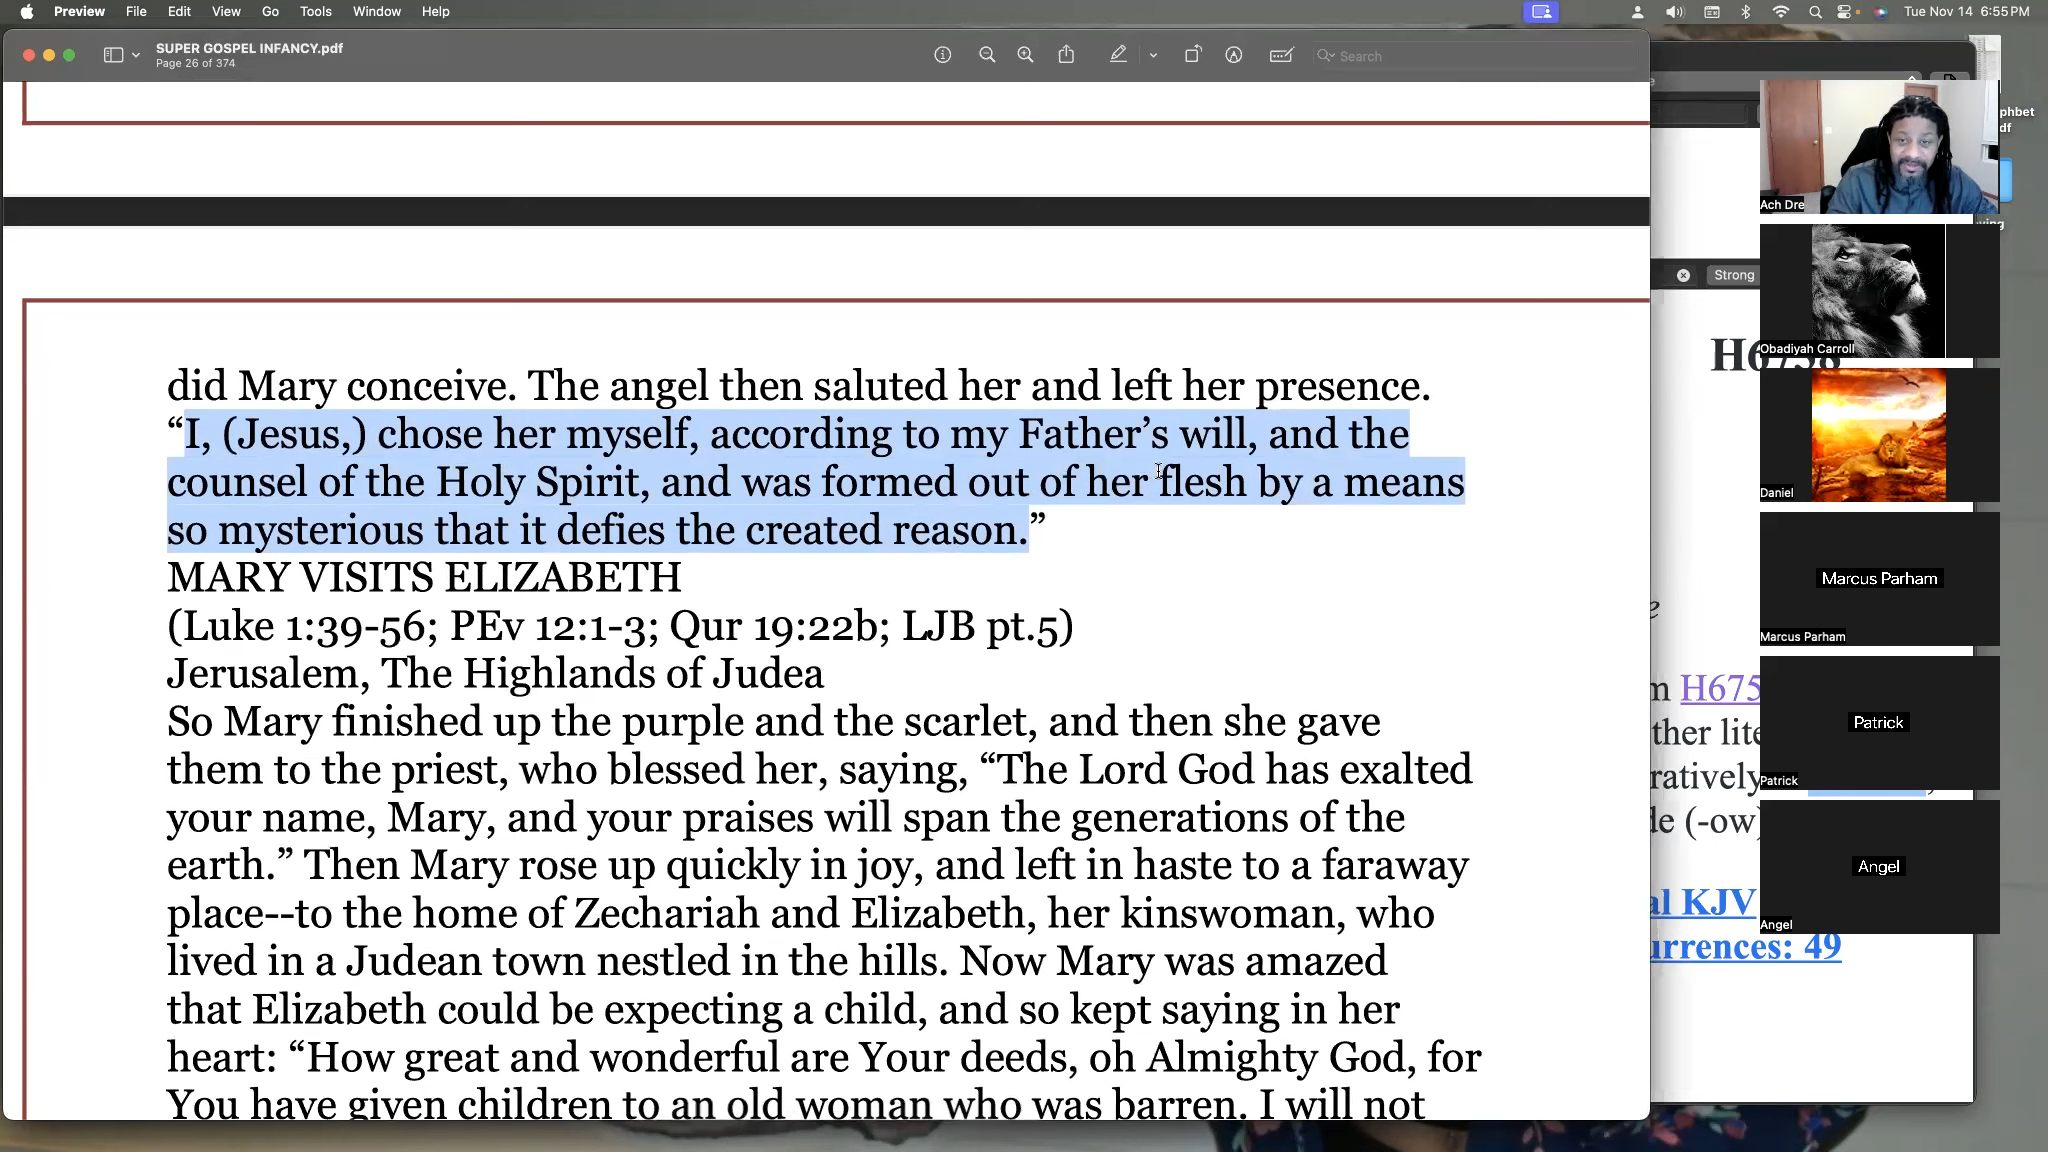 Preview File Edit View Go Tools Window Help
Tue Nov 14 6:55 PM
SUPER GOSPEL INFANCY.pdf
Page 26 of 374
Search
did Mary conceive. The angel then saluted her and left her presence.
“I, (Jesus,) chose her myself, according to my Father’s will, and the
counsel of the Holy Spirit, and was formed out of her flesh by a means
so mysterious that it defies the created reason.”
MARY VISITS ELIZABETH
(Luke 1:39-56; PEv 12:1-3; Qur 19:22b; LJB pt.5)
Jerusalem, The Highlands of Judea
So Mary finished up the purple and the scarlet, and then she gave
them to the priest, who blessed her, saying, “The Lord God has exalted
your name, Mary, and your praises will span the generations of the
earth.” Then Mary rose up quickly in joy, and left in haste to a faraway
place--to the home of Zechariah and Elizabeth, her kinswoman, who
lived in a Judean town nestled in the hills. Now Mary was amazed
that Elizabeth could be expecting a child, and so kept saying in her
heart: “How great and wonderful are Your deeds, oh Almighty God, for
You have given children to an old woman who was barren. I will not
phbet
df
Strong
H675
ther lite
ratively
de (-ow)
al KJV
urrences: 49
Ach Dre
Obadiyah Carroll
Daniel
Marcus Parham
Marcus Parham
Patrick
Patrick
Angel
Angel